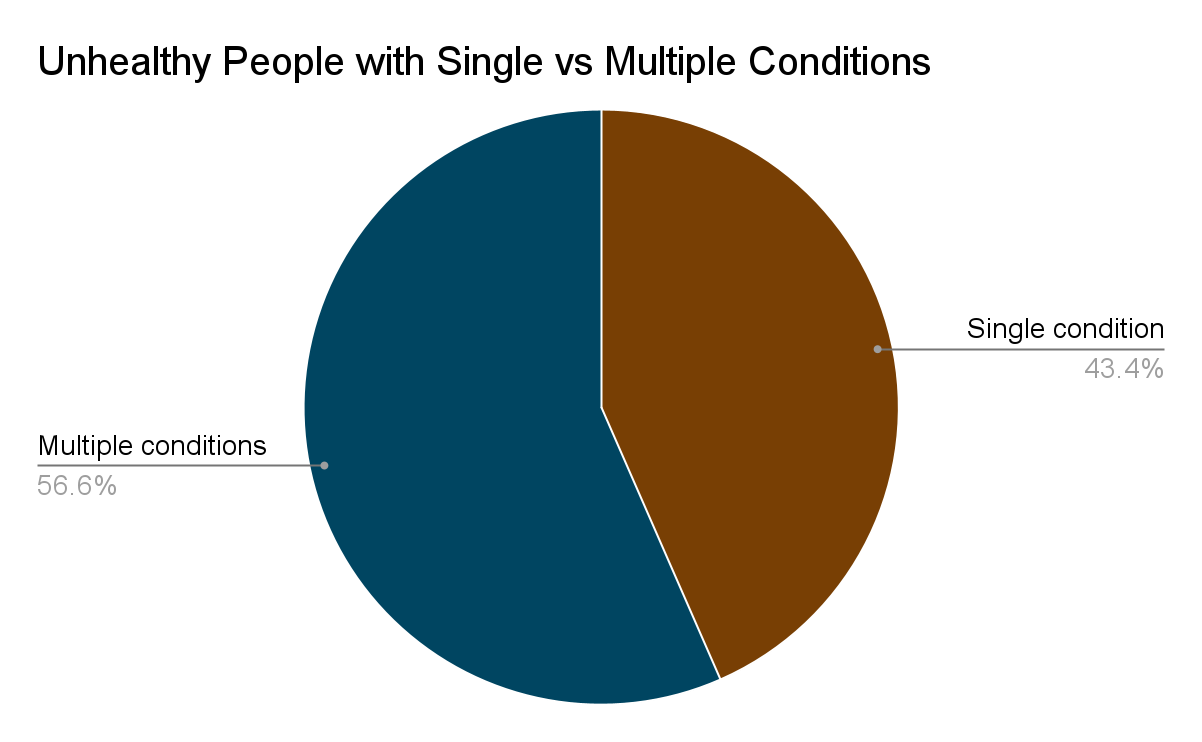 Unhealthy People with Single vs Multiple Conditions
Single condition
43.4%
Multiple conditions
56.6%